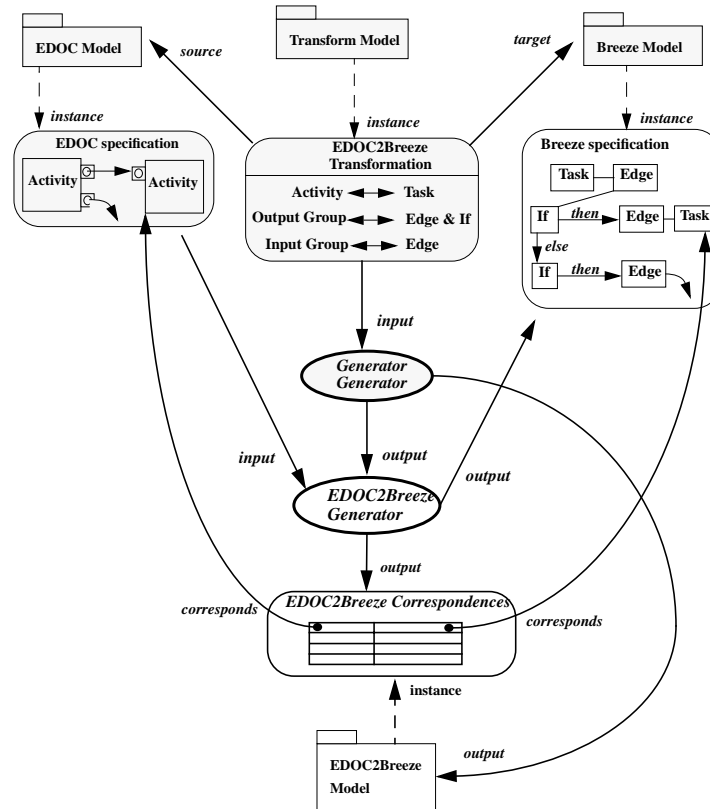 EDOC Model
Transform Model
Breeze Model
source
target
instance
instance
instance
EDOC specification
Activity
Activity
EDOC2Breeze
Transformation
Activity Task
Output Group Edge & If
Input Group Edge
Breeze specification
Task Edge
If then Edge Task
else
If then Edge
input
Generator
Generator
input
output
output
EDOC2Breeze
Generator
output
EDOC2Breeze Correspondences
corresponds
corresponds
instance
output
EDOC2Breeze
Model